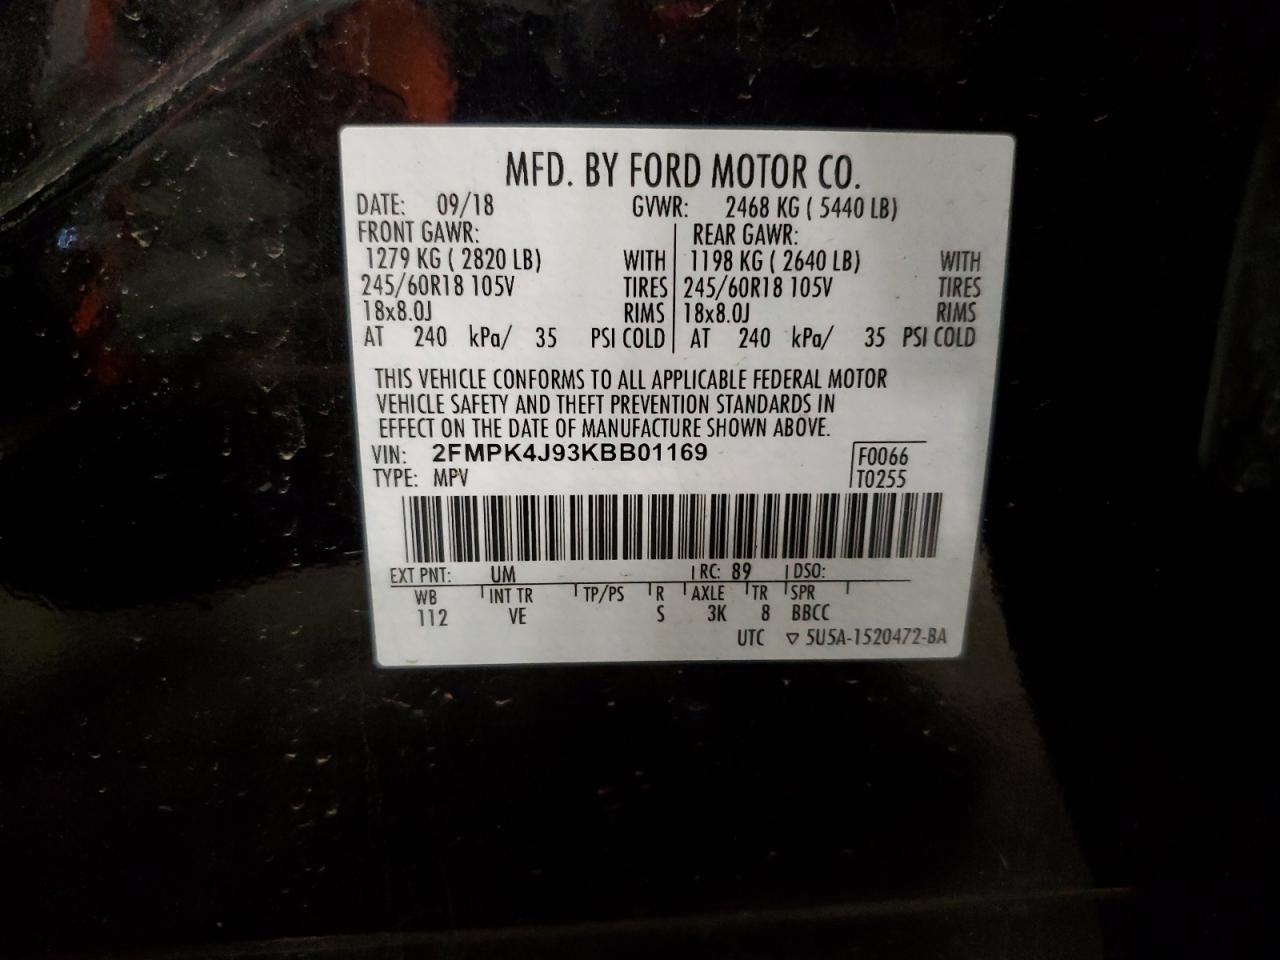 MFD. BY FORD MOTOR CO.
DATE: 09/18 GVWR: 2468 KG ( 5440 LB)
FRONT GAWR: REAR GAWR:
1279 KG ( 2820 LB) WITH 1198 KG ( 2640 LB) WITH
245/60R18 105V TIRES 245/60R18 105V TIRES
18x8.0J RIMS 18x8.0J RIMS
AT 240 kPa/ 35 PSI COLD AT 240 kPa/ 35 PSI COLD
THIS VEHICLE CONFORMS TO ALL APPLICABLE FEDERAL MOTOR
VEHICLE SAFETY AND THEFT PREVENTION STANDARDS IN
EFFECT ON THE DATE OF MANUFACTURE SHOWN ABOVE.
VIN: 2FMPK4J93KBB01169 F0066
TYPE: MPV T0255
EXT PNT: UM RC: 89 DSO:
WB INT TR TP/PS R AXLE TR SPR
112 VE S 3K 8 BBCC
UTC ▽ 5U5A-1520472-BA